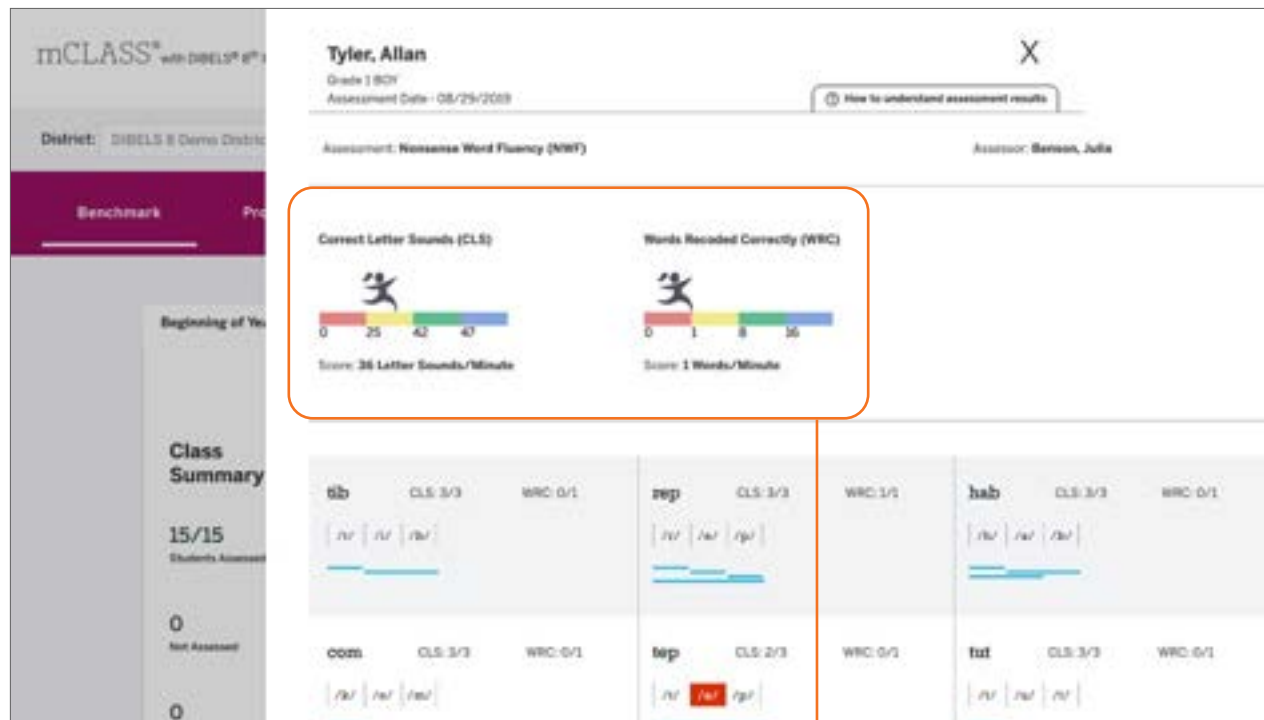 mCLASS® with DIBELS® 8th
Tyler, Allan
Grade 1 BOY
Assessment Date - 08/29/2019
X
How to understand assessment results
District: DIBELS 8 Demo Distric
Assessment: Nonsense Word Fluency (NWF)
Assessor: Benson, Julia
Benchmark
Pro
Correct Letter Sounds (CLS)
Words Recoded Correctly (WRC)
0 25 42 47
0 1 8 16
Score: 36 Letter Sounds/Minute
Score: 1 Words/Minute
Beginning of Yea
Class
Summary
15/15
Students Assessed
0
Not Assessed
0
tib CLS: 3/3 WRC: 0/1
/t/ /i/ /b/
rep CLS: 3/3 WRC: 1/1
/r/ /e/ /p/
hab CLS: 3/3 WRC: 0/1
/h/ /a/ /b/
com CLS: 3/3 WRC: 0/1
/k/ /o/ /m/
tep CLS: 2/3 WRC: 0/1
/t/ /e/ /p/
tut CLS: 3/3 WRC: 0/1
/t/ /u/ /t/